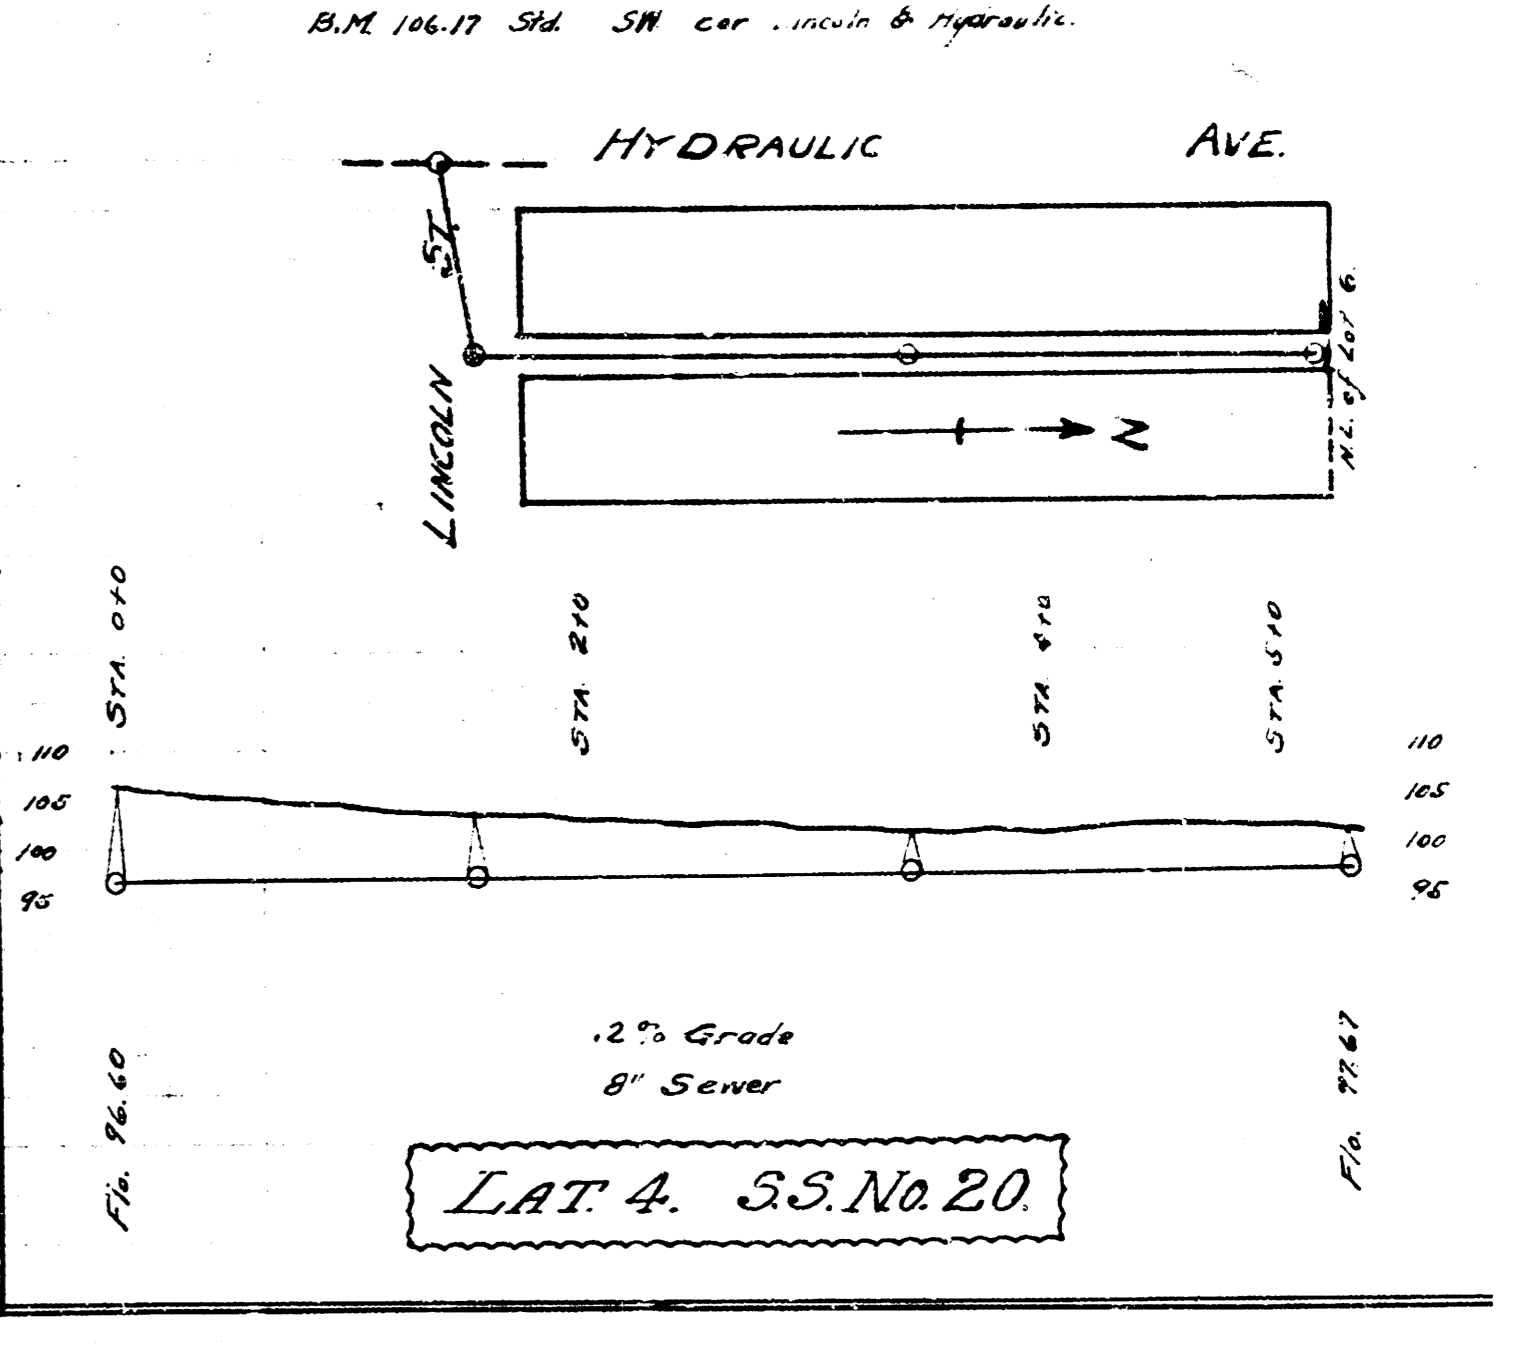 B.M. 106.17 Std. SW cor Lincoln & Hydraulic.
HYDRAULIC AVE.
LINCOLN ST.
N.L. of Lot 6.
N
STA. 0+0
STA. 2+0
STA. 4+0
STA. 5+0
110
105
100
95
110
105
100
95
Flo. 96.60
.2% Grade
8" Sewer
Flo. 97.67
LAT. 4. S.S. No. 20.